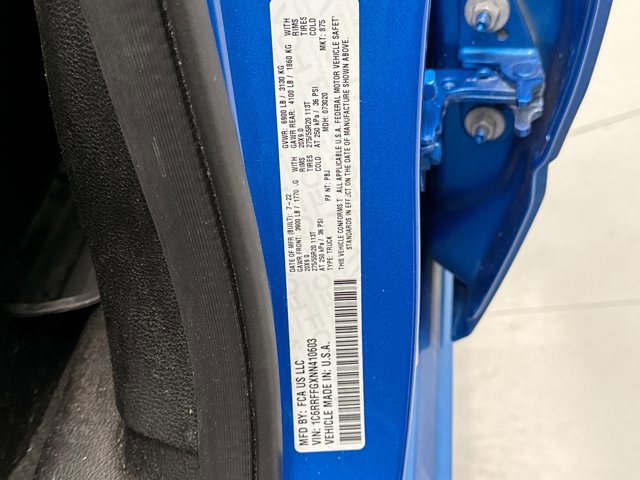 MFD BY: FCA US LLC
VIN: 1C6RRFFGXNN410603
VEHICLE MADE IN: U.S.A.
DATE OF MFR (BUILT): 7-22
GVWR: 6900 LB / 3130 KG
GAWR FRONT: 3900 LB / 1770 G WITH
20X9.0 RIMS
275/55R20 113T TIRES
AT 250 kPa / 36 PSI COLD
GAWR REAR: 4100 LB / 1860 KG WITH
20X9.0 RIMS
275/55R20 113T TIRES
AT 250 kPa / 36 PSI COLD
TYPE: TRUCK
P NT: PBJ
MDH: 073020
MKT: 875
THIS VEHICLE CONFORMS T ALL APPLICABLE U.S.A. FEDERAL MOTOR VEHICLE SAFET
STANDARDS IN EFFECT ON THE DATE OF MANUFACTURE SHOWN ABOVE.